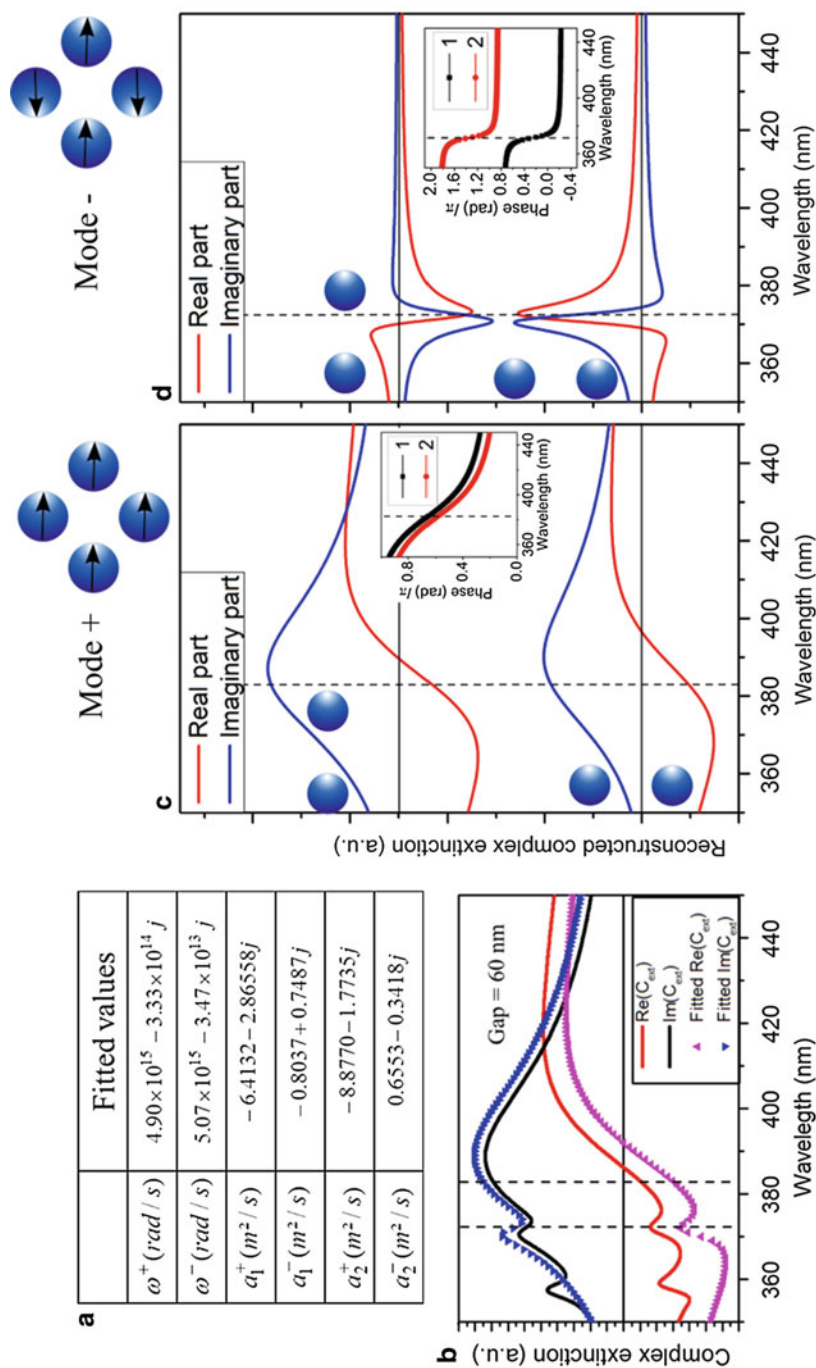 a
Fitted values
ω⁺ (rad / s) 4.90×10¹⁵ − 3.33×10¹⁴ j
ω⁻ (rad / s) 5.07×10¹⁵ − 3.47×10¹³ j
a₁⁺ (m² / s) −6.4132−2.86558j
a₁⁻ (m² / s) −0.8037+0.7487j
a₂⁺ (m² / s) −8.8770−1.7735j
a₂⁻ (m² / s) 0.6553−0.3418j
b
Complex extinction (a.u.)
Gap = 60 nm
Re(C_ext)
Im(C_ext)
Fitted Re(C_ext)
Fitted Im(C_ext)
360 380 400 420 440
Wavelegth (nm)
Mode +
c
Real part
Imaginary part
Reconstructed complex extinction (a.u.)
Phase (rad) /π
0.8
0.4
0.0
1
2
360 400 440
Wavelength (nm)
360 380 400 420 440
Wavelength (nm)
Mode -
d
Real part
Imaginary part
Phase (rad) /π
2.0
1.6
1.2
0.8
0.4
0.0
-0.4
1
2
360 400 440
Wavelength (nm)
360 380 400 420 440
Wavelength (nm)